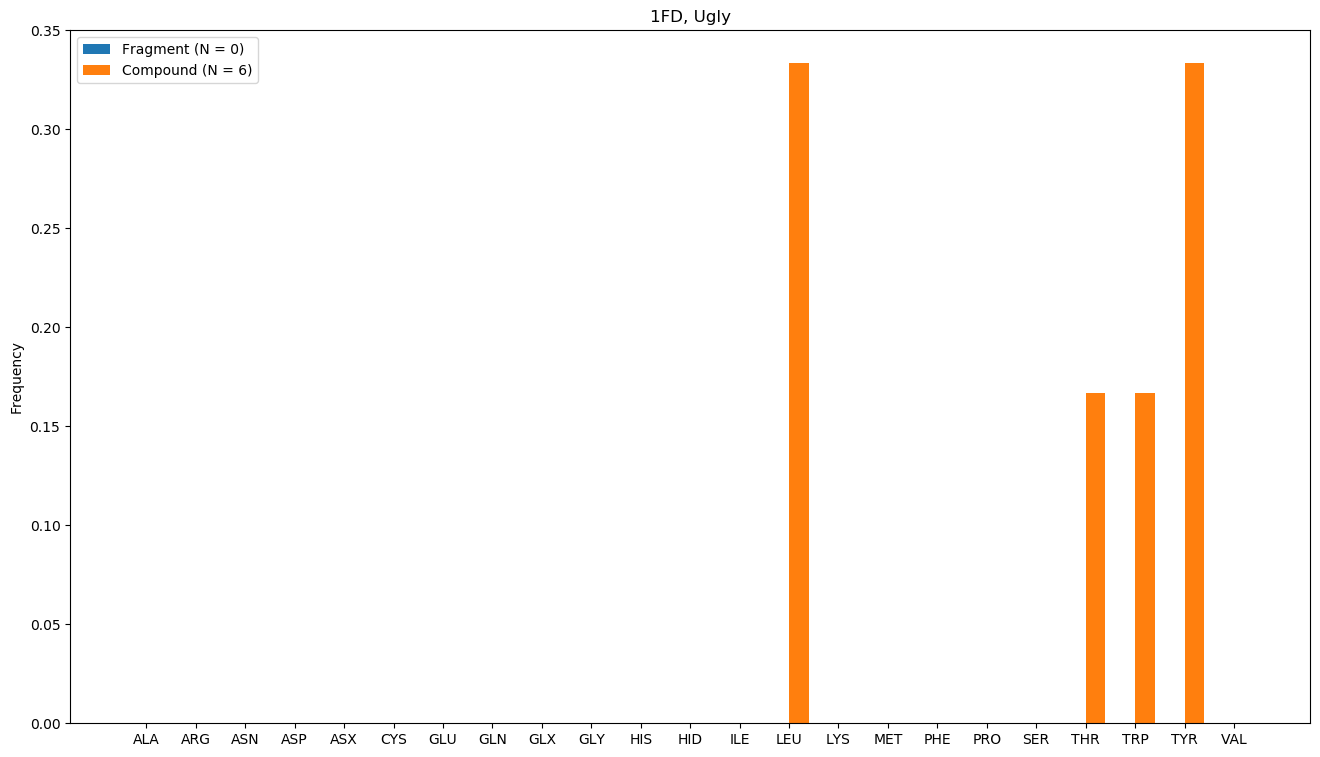 1FD, Ugly
Fragment (N = 0)
Compound (N = 6)
0.35
0.30
0.25
0.20
0.15
0.10
0.05
0.00
Frequency
ALA ARG ASN ASP ASX CYS GLU GLN GLX GLY HIS HID ILE LEU LYS MET PHE PRO SER THR TRP TYR VAL